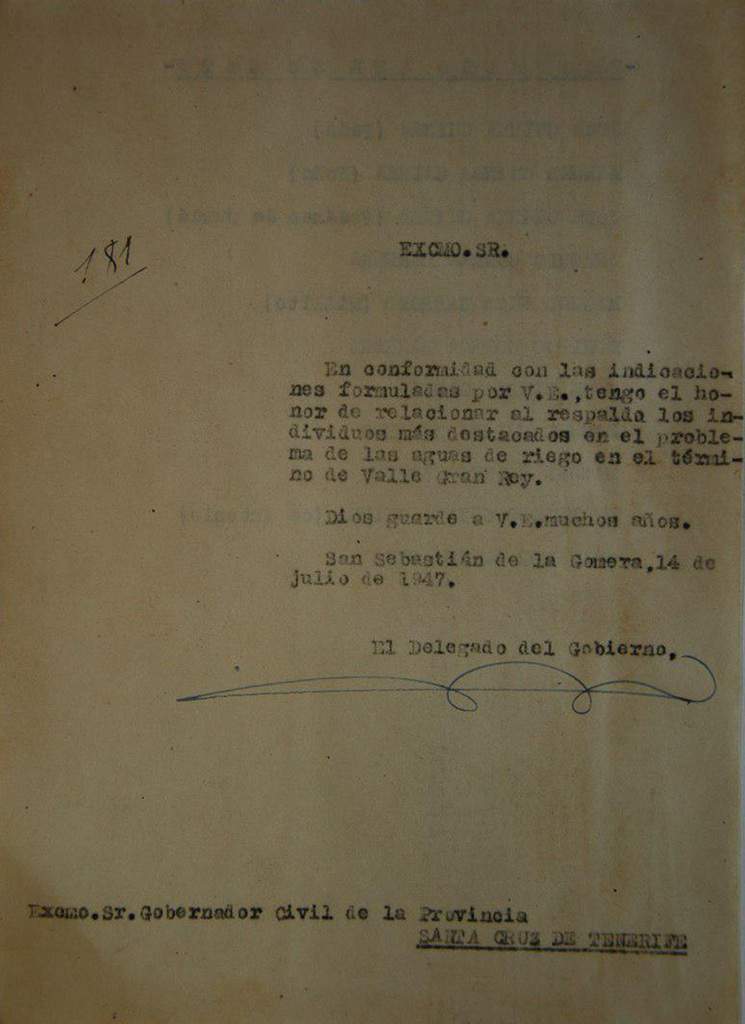 181
EXCMO.SR.
En conformidad con las indicacio-
nes formuladas por V.E.,tengo el ho-
nor de relacionar al respaldo los in-
dividuos más destacados en el proble-
ma de las aguas de riego en el térmi-
no de Valle Gran Rey.
Dios guarde a V.E.muchos años.
San Sebastián de la Gomera,14 de
julio de 1947.
El Delegado del Gobierno,
Excmo.Sr.Gobernador Civil de la Provincia
SANTA CRUZ DE TENERIFE